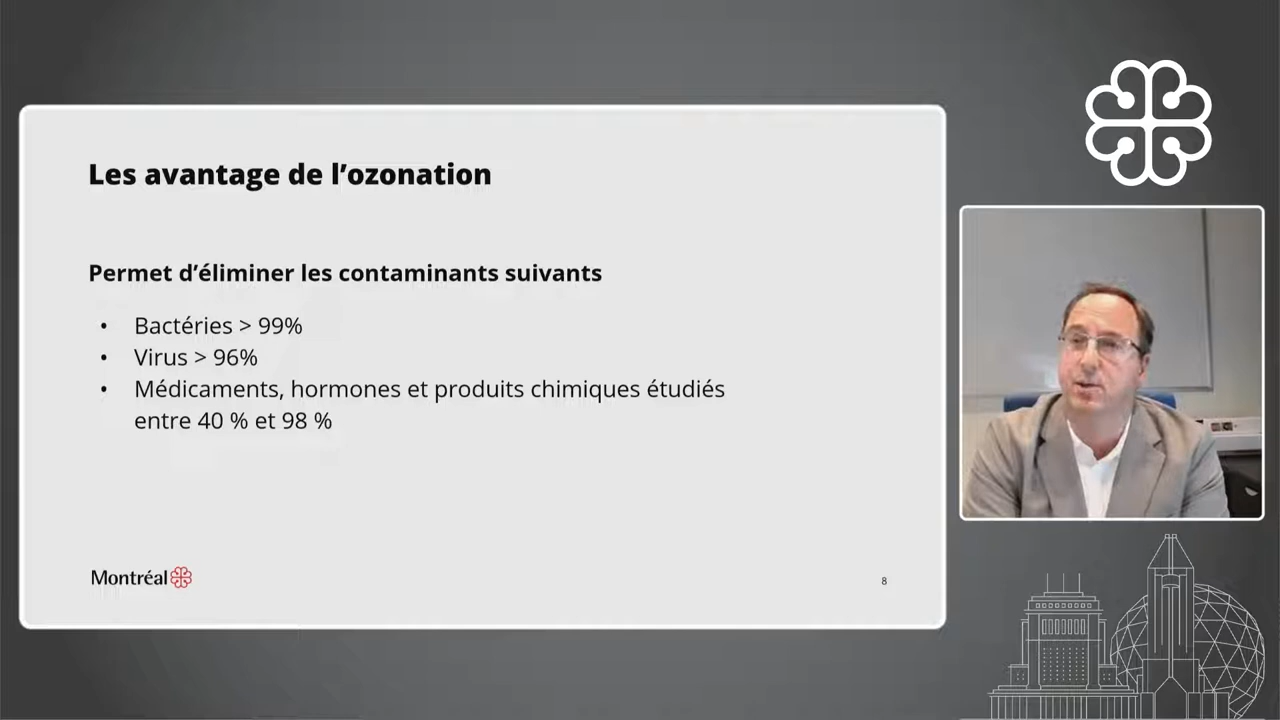 Les avantage de l’ozonation
Permet d’éliminer les contaminants suivants
• Bactéries > 99%
• Virus > 96%
• Médicaments, hormones et produits chimiques étudiés
entre 40 % et 98 %
Montréal
8